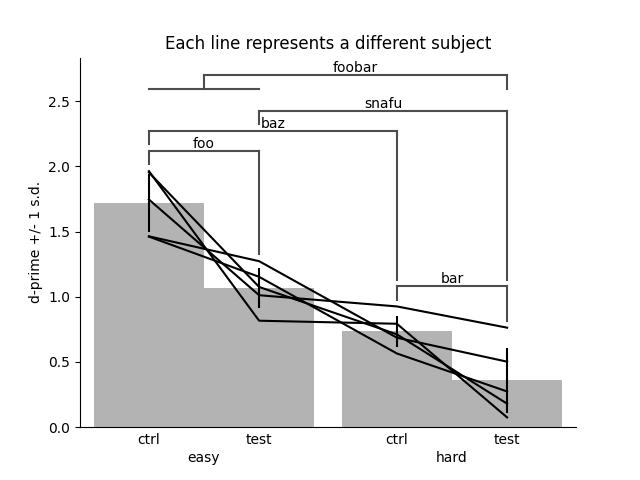 Each line represents a different subject
foobar
snafu
baz
foo
bar
d-prime +/- 1 s.d.
2.5
2.0
1.5
1.0
0.5
0.0
ctrl test ctrl test
easy hard